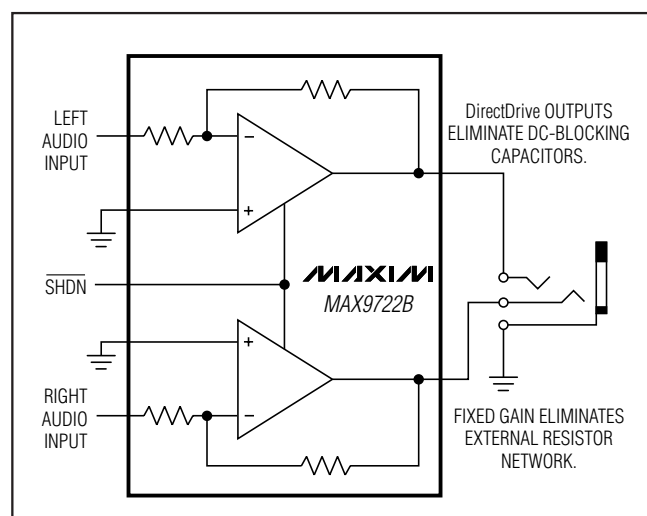 LEFT
AUDIO
INPUT
DirectDrive OUTPUTS
ELIMINATE DC-BLOCKING
CAPACITORS.
−
+
SHDN
MAXIM
MAX9722B
+
−
RIGHT
AUDIO
INPUT
FIXED GAIN ELIMINATES
EXTERNAL RESISTOR
NETWORK.